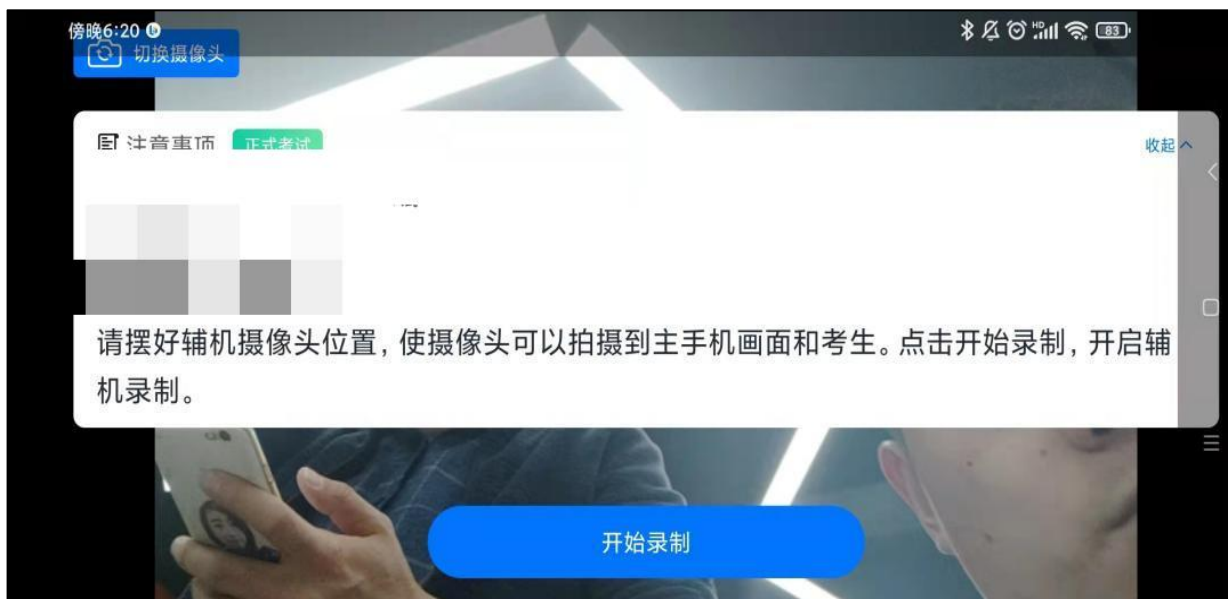 傍晚6:20
HD
83
切换摄像头
注意事项 正式考试
收起
请摆好辅机摄像头位置，使摄像头可以拍摄到主手机画面和考生。点击开始录制，开启辅
机录制。
开始录制